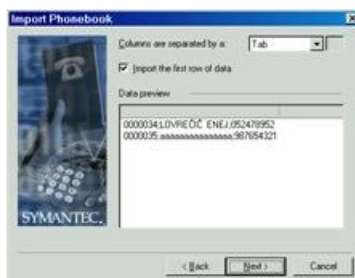 Import Phonebook
Columns are separated by a: Tab
Import the first row of data
Data preview
0000034;LOVREČIČ ENEJ;052478952
0000035;aaaaaaaaaaaaaaa;987654321
SYMANTEC.
< Back Next > Cancel